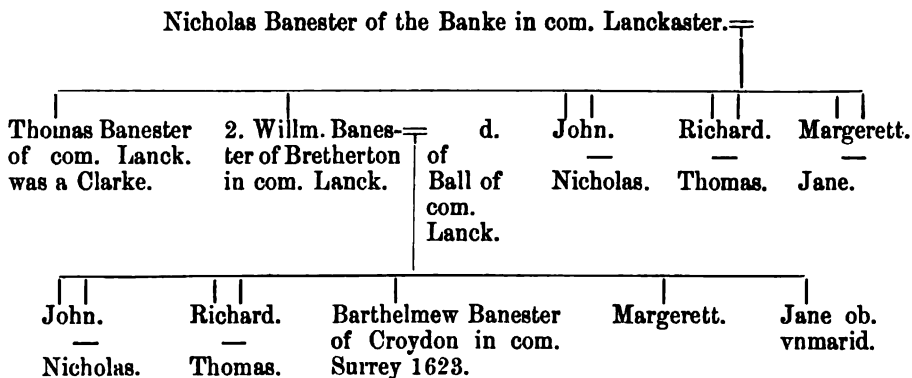 Nicholas Banester of the Banke in com. Lanckaster.
Thomas Banester
of com. Lanck.
was a Clarke.
2. Willm. Banes-
ter of Bretherton
in com. Lanck.
d.
of
Ball of
com.
Lanck.
John.
Nicholas.
Richard.
Thomas.
Margerett.
Jane.
John.
Nicholas.
Richard.
Thomas.
Barthelmew Banester
of Croydon in com.
Surrey 1623.
Margerett.
Jane ob.
vnmarid.